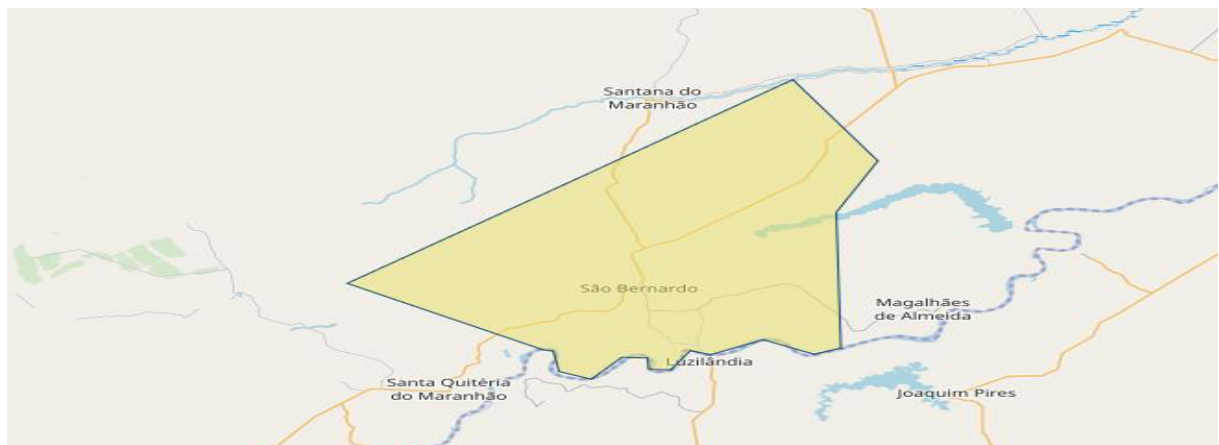 Santana do
Maranhão
São Bernardo
Magalhães
de Almeida
Luzilândia
Santa Quitéria
do Maranhão
Joaquim Pires